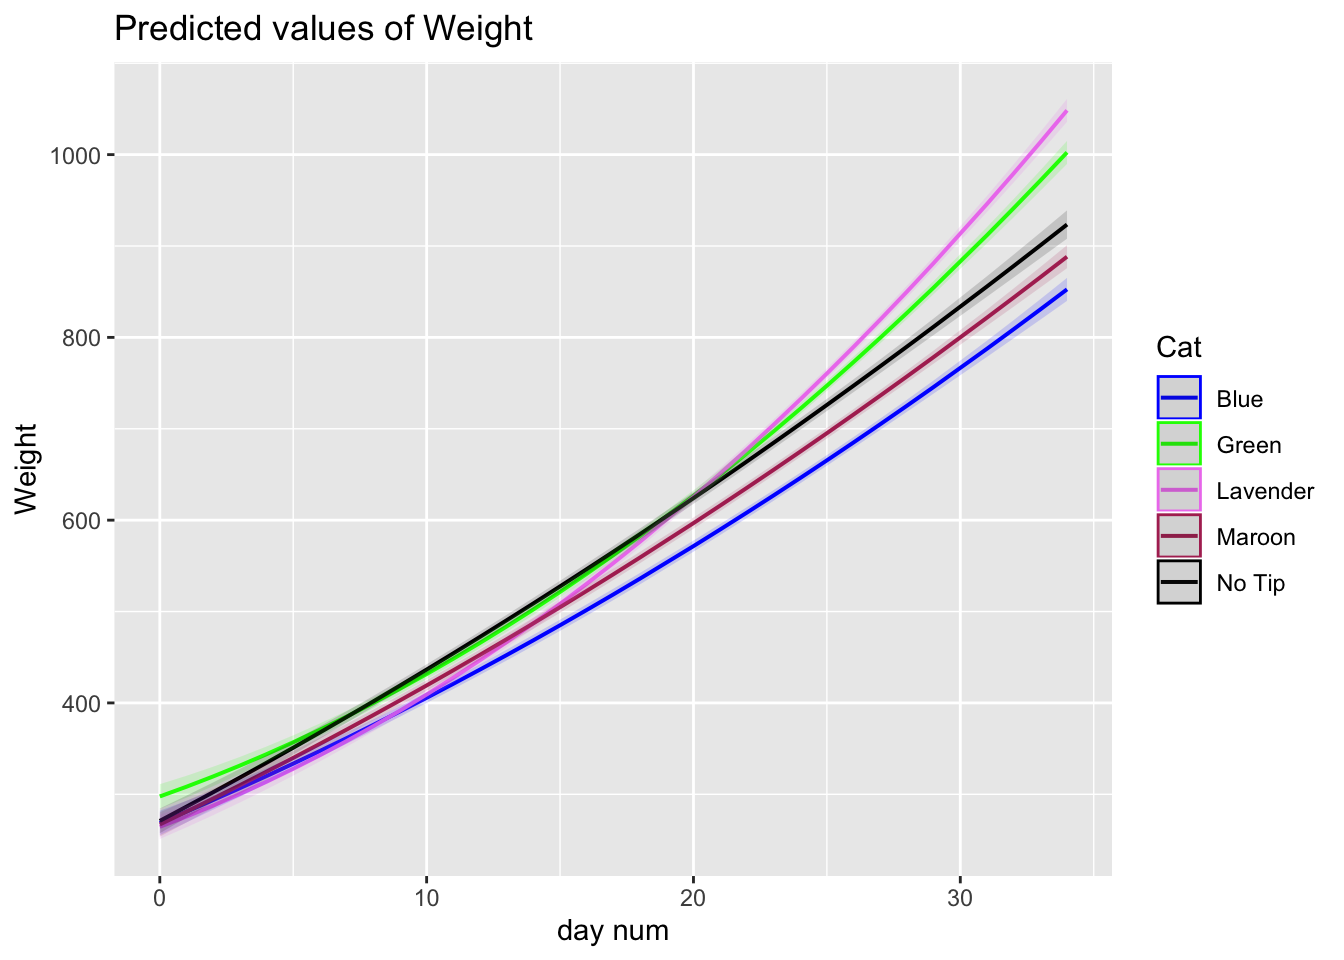 Predicted values of Weight
Weight
1000
800
600
400
0
10
20
30
day num
Cat
Blue
Green
Lavender
Maroon
No Tip